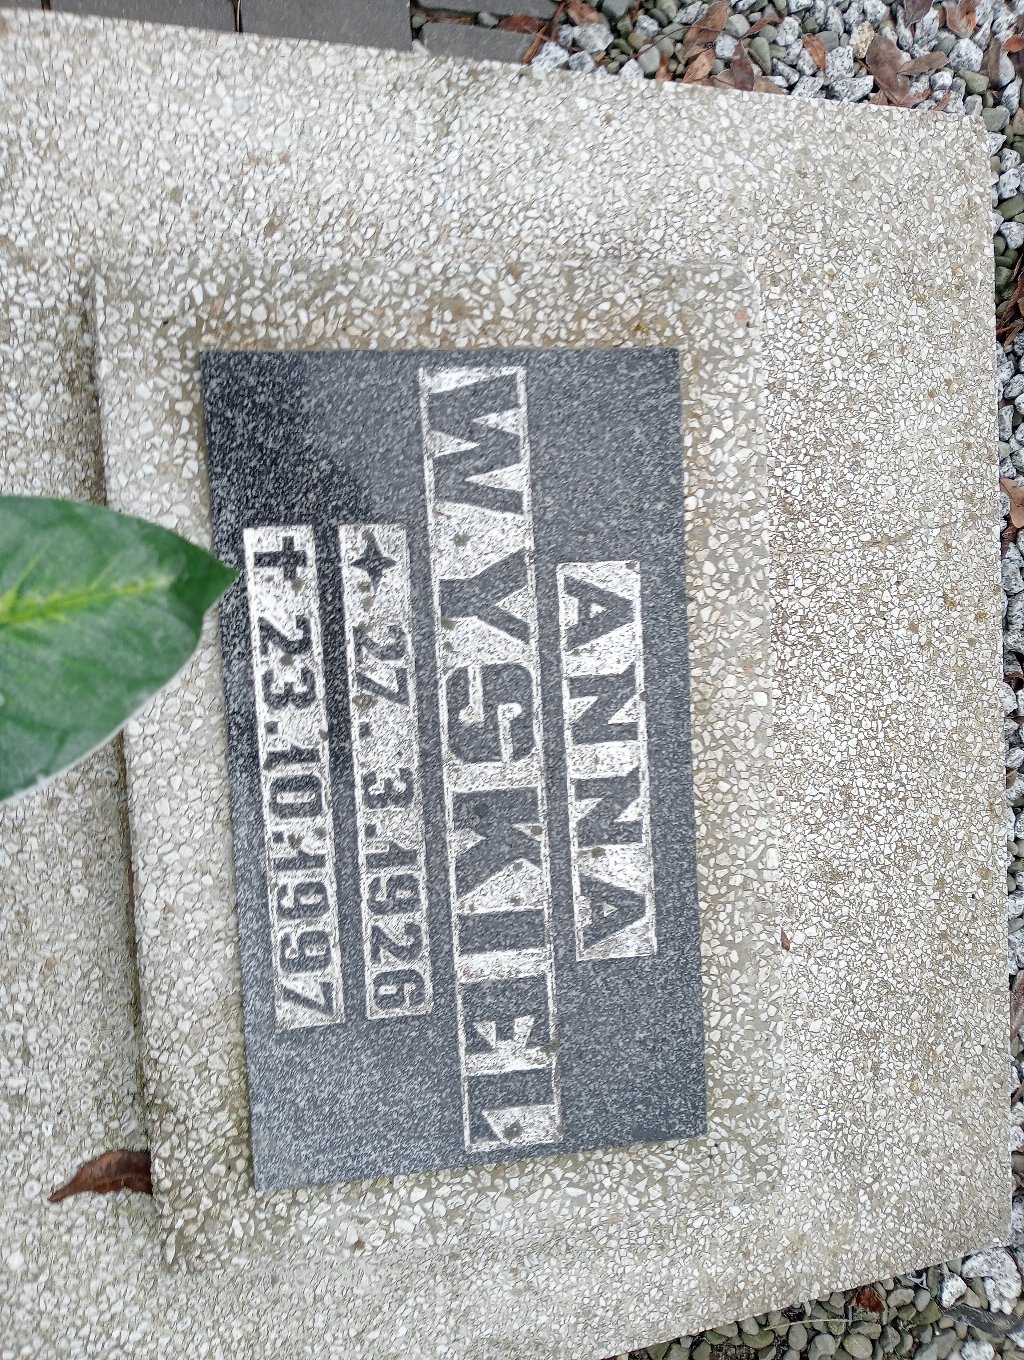 ANNA
WYSKIEL
✦ 27. 3.1926
† 23.10.1997